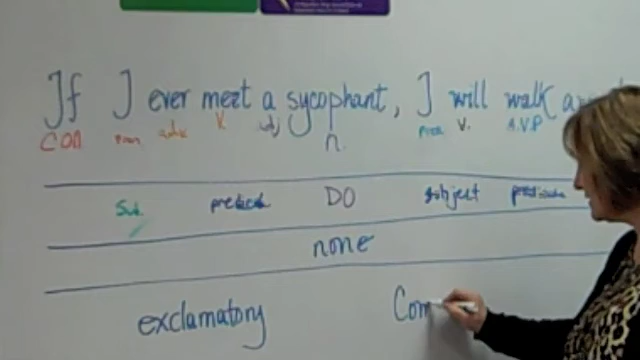 If I ever meet a sycophant, I will walk
con pron adv v. adj n. pron v. A.V.P
Sub predicate DO subject predicate
none
exclamatory Com